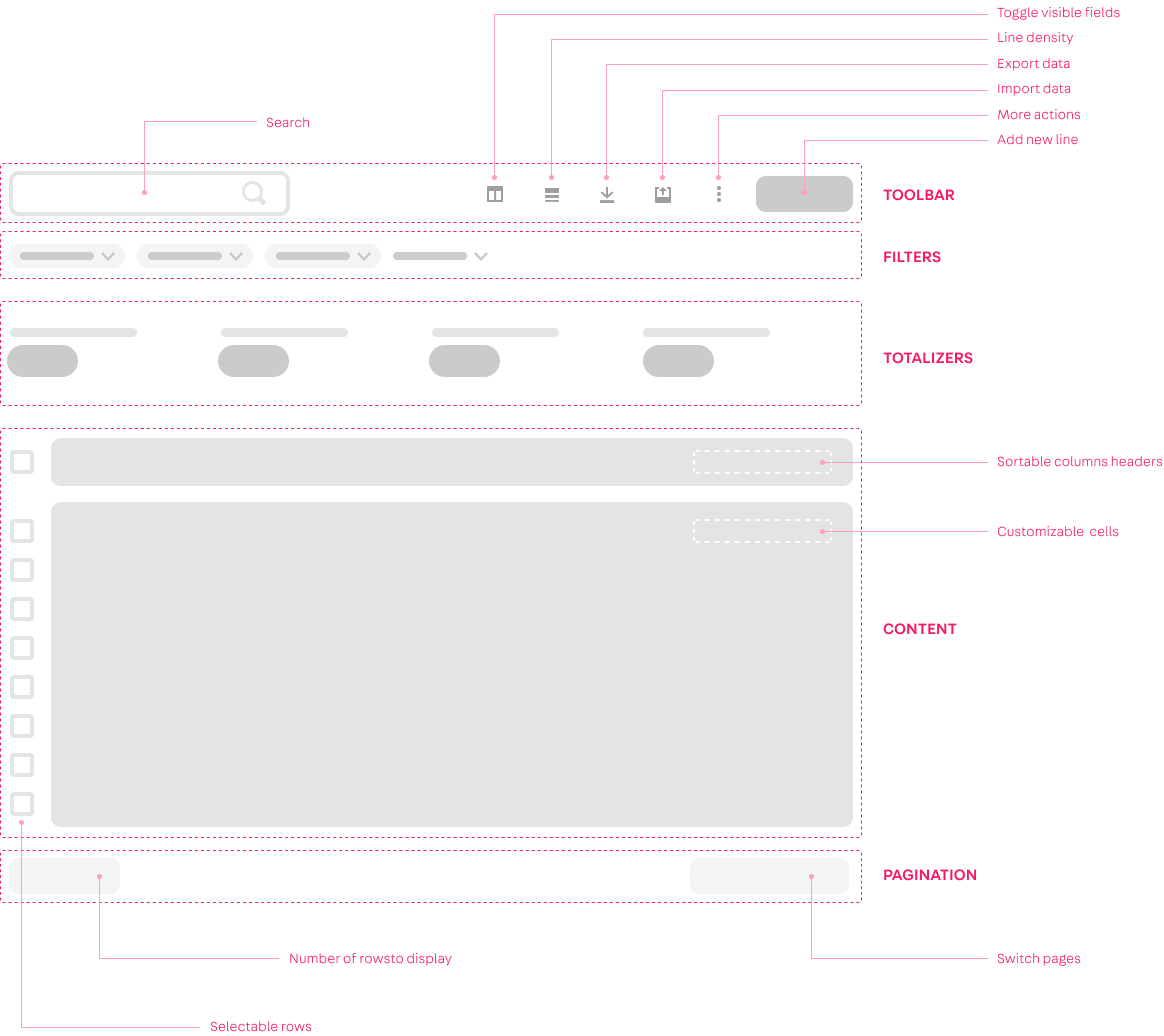 Toggle visible fields
Line density
Export data
Import data
More actions
Search
Add new line
TOOLBAR
FILTERS
TOTALIZERS
Sortable columns headers
Customizable cells
CONTENT
PAGINATION
Number of rowsto display
Switch pages
Selectable rows